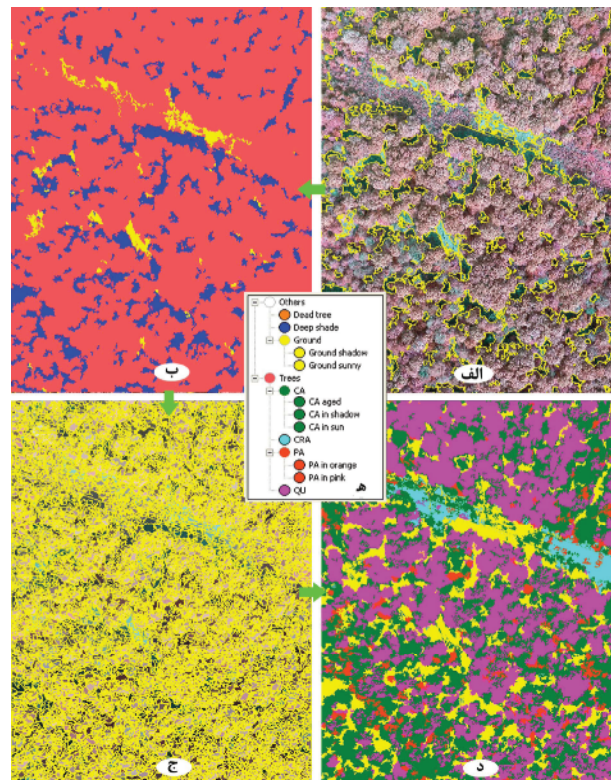 ب
الف
Others
Dead tree
Deep shade
Ground
Ground shadow
Ground sunny
Trees
CA
CA aged
CA in shadow
CA in sun
CRA
PA
PA in orange
PA in pink
QU
هـ
ج
د